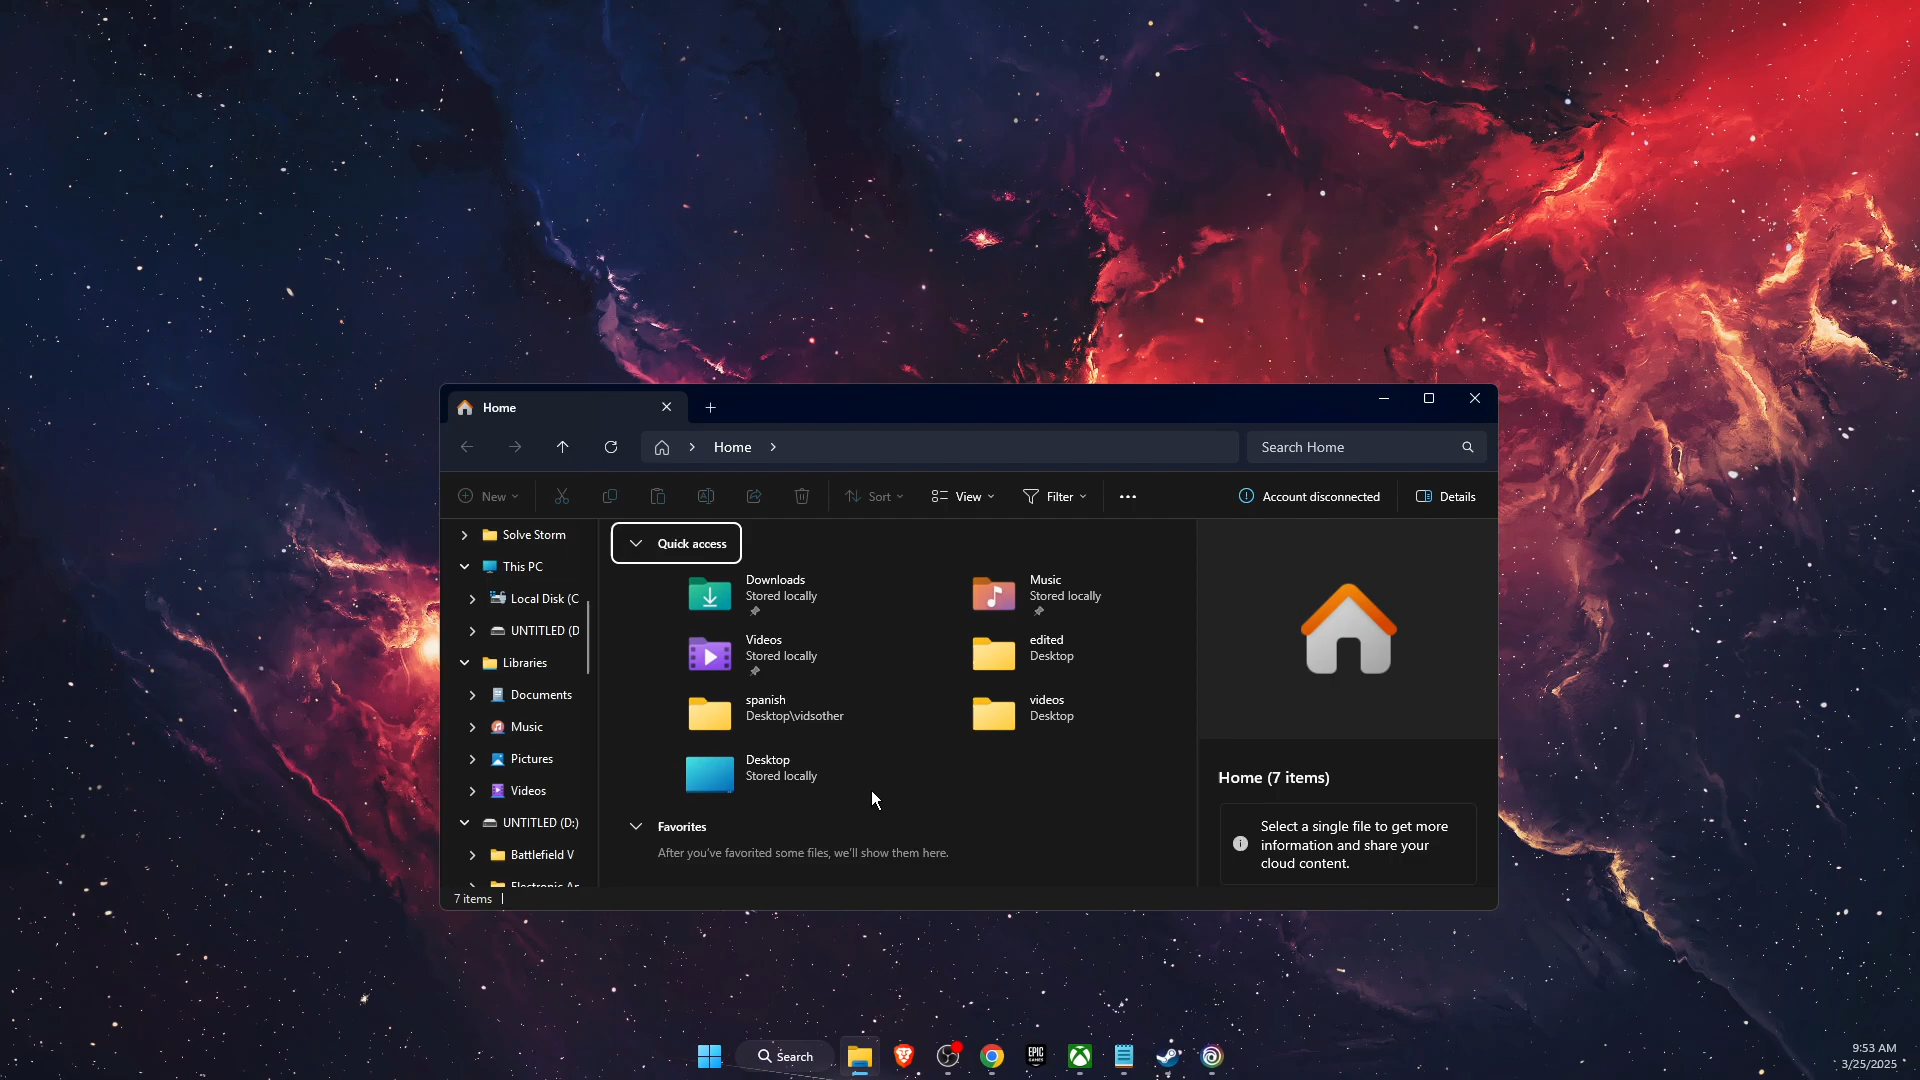 Home
Home
Search Home
New
Sort
View
Filter
Account disconnected
Details
Solve Storm
This PC
Local Disk (C
UNTITLED (D
Libraries
Documents
Music
Pictures
Videos
UNTITLED (D:)
Battlefield V
Electronic Ar
Quick access
Downloads
Stored locally
Music
Stored locally
Videos
Stored locally
edited
Desktop
spanish
Desktop\vidsother
videos
Desktop
Desktop
Stored locally
Favorites
After you've favorited some files, we'll show them here.
Home (7 items)
Select a single file to get more
information and share your
cloud content.
7 items
Search
EPIC
GAMES
9:53 AM
3/25/2025